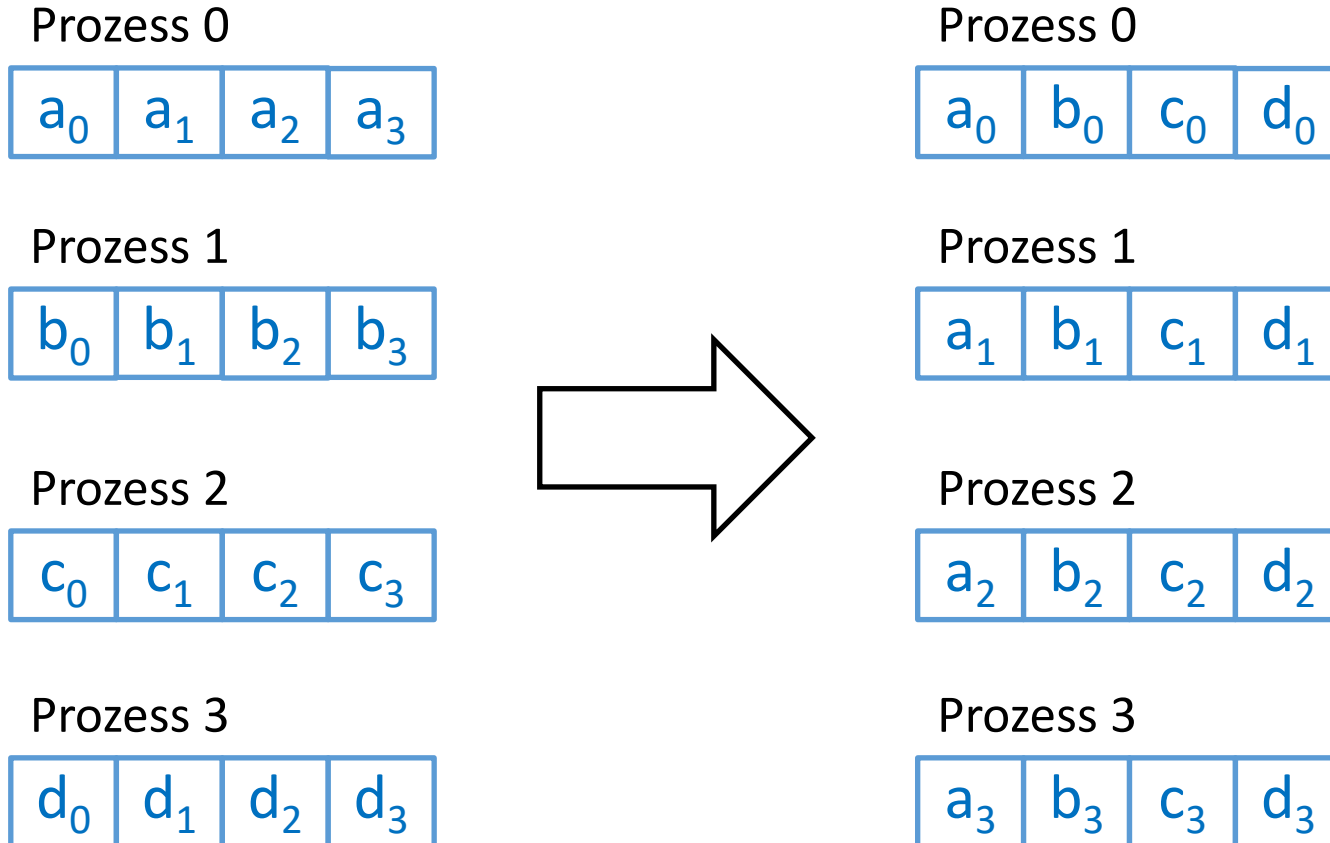 Prozess 0 Prozess 0
a₀ a₁ a₂ a₃ a₀ b₀ c₀ d₀
Prozess 1 Prozess 1
b₀ b₁ b₂ b₃ a₁ b₁ c₁ d₁
Prozess 2 Prozess 2
c₀ c₁ c₂ c₃ a₂ b₂ c₂ d₂
Prozess 3 Prozess 3
d₀ d₁ d₂ d₃ a₃ b₃ c₃ d₃